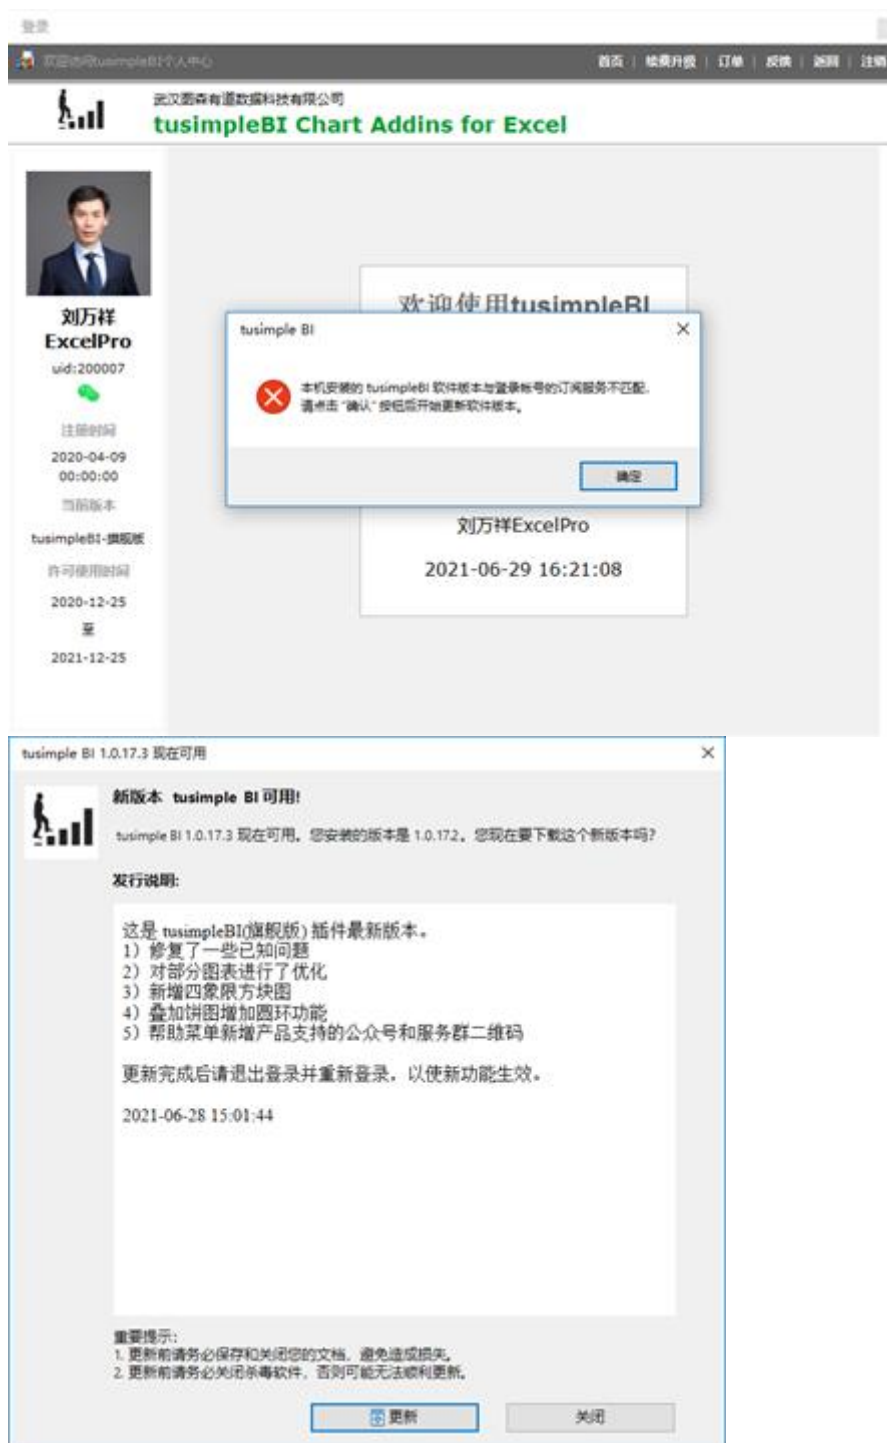 登录
欢迎访问tusimpleBI个人中心
首页 | 续费升级 | 订单 | 反馈 | 返回 | 注销
武汉图森有道数据科技有限公司
tusimpleBI Chart Addins for Excel
刘万祥
ExcelPro
uid:200007
注册时间
2020-04-09
00:00:00
当前版本
tusimpleBI-旗舰版
许可使用时间
2020-12-25
至
2021-12-25
欢迎使用tusimpleBI
tusimple BI
本机安装的 tusimpleBI 软件版本与登录帐号的订阅服务不匹配，
请点击 “确认” 按钮后开始更新软件版本。
确定
刘万祥ExcelPro
2021-06-29 16:21:08
tusimple BI 1.0.17.3 现在可用
新版本 tusimple BI 可用!
tusimple BI 1.0.17.3 现在可用。您安装的版本是 1.0.17.2。您现在要下载这个新版本吗?
发行说明:
这是 tusimpleBI(旗舰版) 插件最新版本。
1）修复了一些已知问题
2）对部分图表进行了优化
3）新增四象限方块图
4）叠加饼图增加圆环功能
5）帮助菜单新增产品支持的公众号和服务群二维码
更新完成后请退出登录并重新登录，以使新功能生效。
2021-06-28 15:01:44
重要提示:
1. 更新前请务必保存和关闭您的文档，避免造成损失。
2. 更新前请务必关闭杀毒软件，否则可能无法顺利更新。
更新
关闭